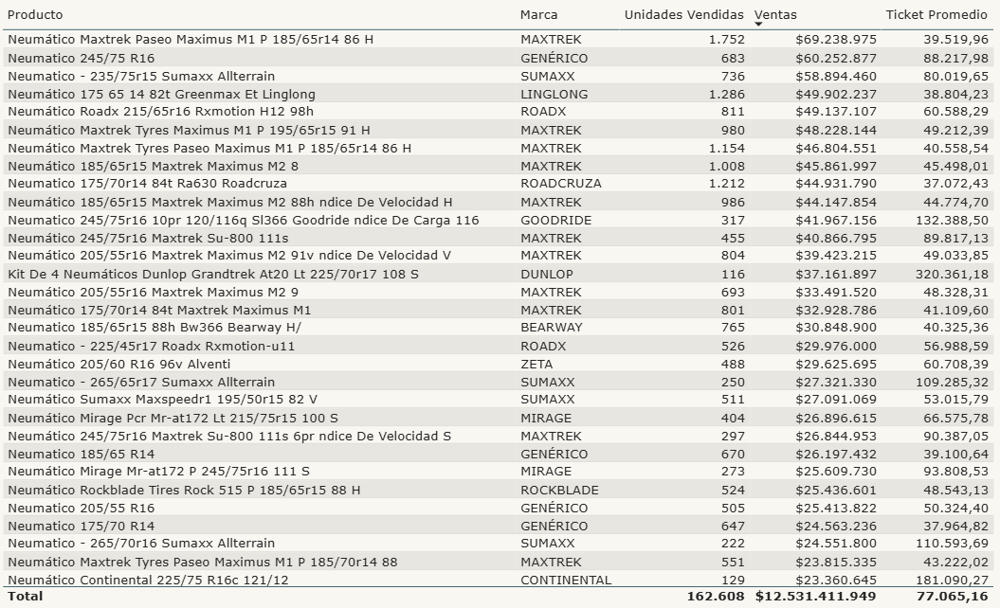 Producto Marca Unidades Vendidas Ventas Ticket Promedio
Neumático Maxtrek Paseo Maximus M1 P 185/65r14 86 H MAXTREK 1.752 $69.238.975 39.519,96
Neumatico 245/75 R16 GENÉRICO 683 $60.252.877 88.217,98
Neumatico - 235/75r15 Sumaxx Allterrain SUMAXX 736 $58.894.460 80.019,65
Neumático 175 65 14 82t Greenmax Et Linglong LINGLONG 1.286 $49.902.237 38.804,23
Neumático Roadx 215/65r16 Rxmotion H12 98h ROADX 811 $49.137.107 60.588,29
Neumático Maxtrek Tyres Maximus M1 P 195/65r15 91 H MAXTREK 980 $48.228.144 49.212,39
Neumático Maxtrek Tyres Paseo Maximus M1 P 185/65r14 86 H MAXTREK 1.154 $46.804.551 40.558,54
Neumático 185/65r15 Maxtrek Maximus M2 8 MAXTREK 1.008 $45.861.997 45.498,01
Neumático 175/70r14 84t Ra630 Roadcruza ROADCRUZA 1.212 $44.931.790 37.072,43
Neumático 185/65r15 Maxtrek Maximus M2 88h ndice De Velocidad H MAXTREK 986 $44.147.854 44.774,70
Neumatico 245/75r16 10pr 120/116q Sl366 Goodride ndice De Carga 116 GOODRIDE 317 $41.967.156 132.388,50
Neumático 245/75r16 Maxtrek Su-800 111s MAXTREK 455 $40.866.795 89.817,13
Neumático 205/55r16 Maxtrek Maximus M2 91v ndice De Velocidad V MAXTREK 804 $39.423.215 49.033,85
Kit De 4 Neumáticos Dunlop Grandtrek At20 Lt 225/70r17 108 S DUNLOP 116 $37.161.897 320.361,18
Neumático 205/55r16 Maxtrek Maximus M2 9 MAXTREK 693 $33.491.520 48.328,31
Neumático 175/70r14 84t Maxtrek Maximus M1 MAXTREK 801 $32.928.786 41.109,60
Neumático 185/65r15 88h Bw366 Bearway H/ BEARWAY 765 $30.848.900 40.325,36
Neumatico - 225/45r17 Roadx Rxmotion-u11 ROADX 526 $29.976.000 56.988,59
Neumático 205/60 R16 96v Alventi ZETA 488 $29.625.695 60.708,39
Neumatico - 265/65r17 Sumaxx Allterrain SUMAXX 250 $27.321.330 109.285,32
Neumático Sumaxx Maxspeedr1 195/50r15 82 V SUMAXX 511 $27.091.069 53.015,79
Neumático Mirage Pcr Mr-at172 Lt 215/75r15 100 S MIRAGE 404 $26.896.615 66.575,78
Neumático 245/75r16 Maxtrek Su-800 111s 6pr ndice De Velocidad S MAXTREK 297 $26.844.953 90.387,05
Neumático 185/65 R14 GENÉRICO 670 $26.197.432 39.100,64
Neumático Mirage Mr-at172 P 245/75r16 111 S MIRAGE 273 $25.609.730 93.808,53
Neumático Rockblade Tires Rock 515 P 185/65r15 88 H ROCKBLADE 524 $25.436.601 48.543,13
Neumatico 205/55 R16 GENÉRICO 505 $25.413.822 50.324,40
Neumatico 175/70 R14 GENÉRICO 647 $24.563.236 37.964,82
Neumatico - 265/70r16 Sumaxx Allterrain SUMAXX 222 $24.551.800 110.593,69
Neumático Maxtrek Tyres Paseo Maximus M1 P 185/70r14 88 MAXTREK 551 $23.815.335 43.222,02
Neumático Continental 225/75 R16c 121/12 CONTINENTAL 129 $23.360.645 181.090,27
Total 162.608 $12.531.411.949 77.065,16